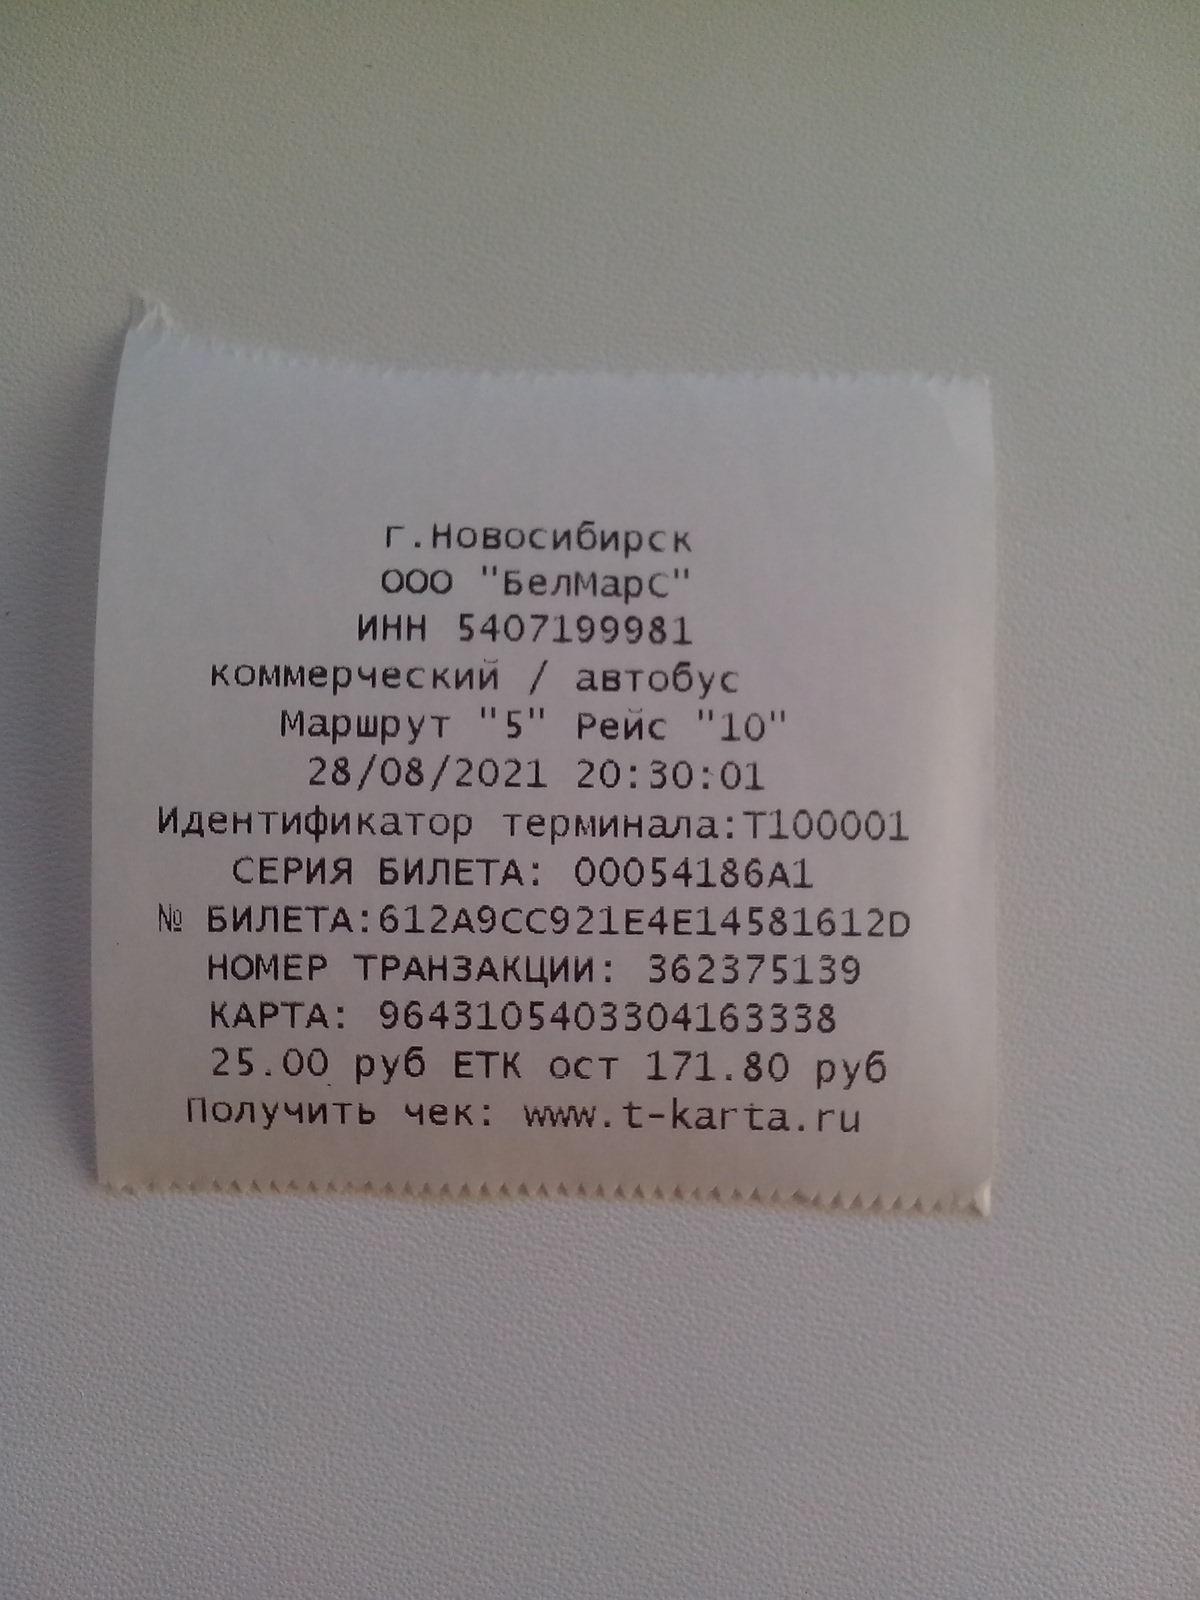 г.Новосибирск
ООО "БелМарС"
ИНН 5407199981
коммерческий / автобус
Маршрут "5" Рейс "10"
28/08/2021 20:30:01
Идентификатор терминала:Т100001
СЕРИЯ БИЛЕТА: 00054186A1
№ БИЛЕТА:612A9CC921E4E14581612D
НОМЕР ТРАНЗАКЦИИ: 362375139
КАРТА: 9643105403304163338
25.00 руб ЕТК ост 171.80 руб
Получить чек: www.t-karta.ru